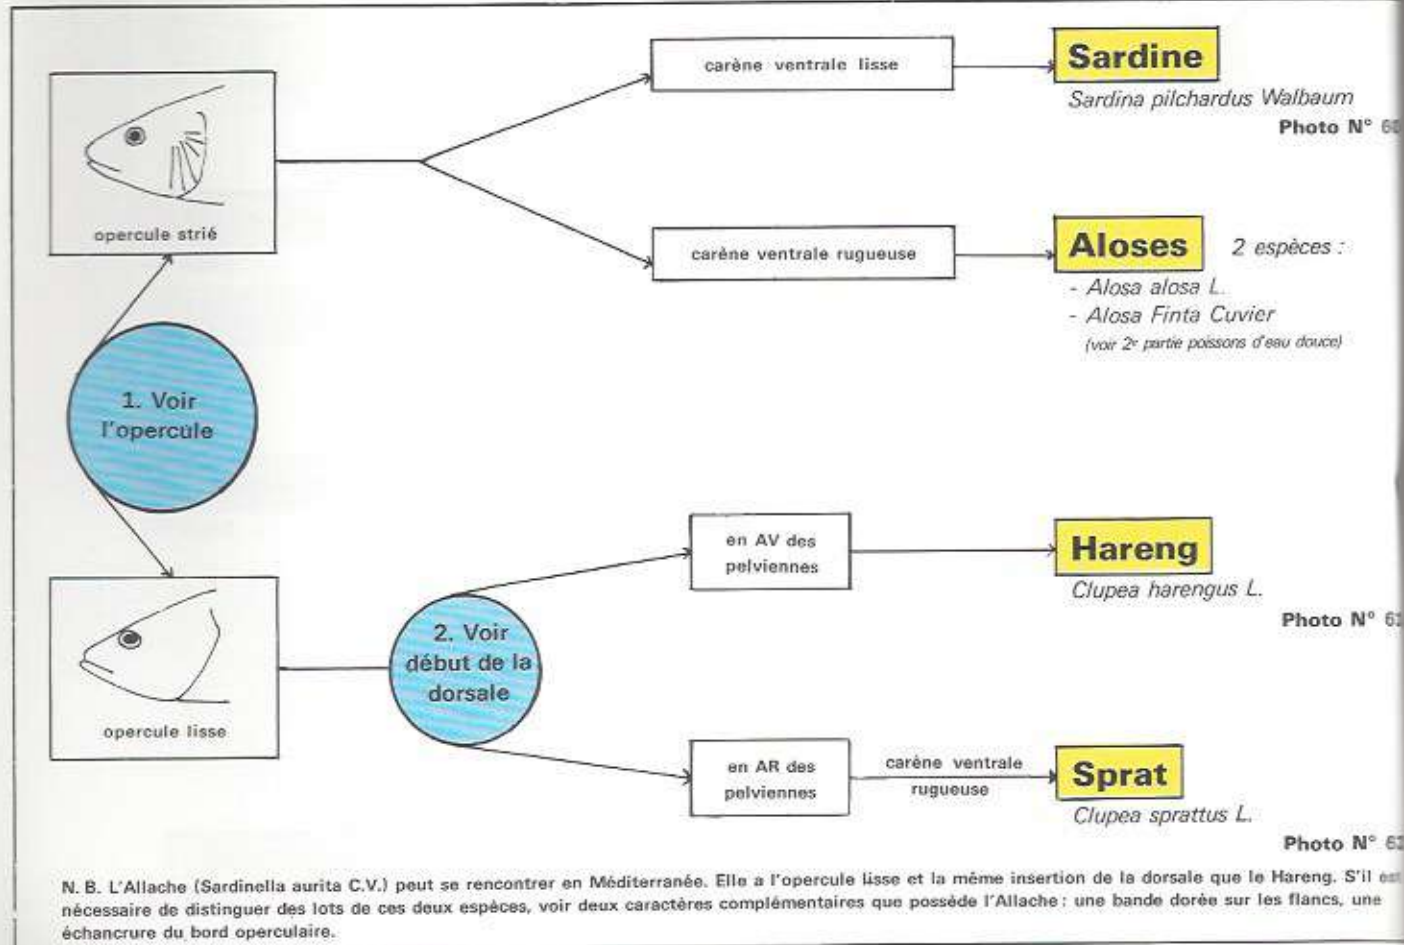 carène ventrale lisse
Sardine
Sardina pilchardus Walbaum
Photo N°
opercule strié
carène ventrale rugueuse
Aloses
2 espèces :
- Alosa alosa L.
- Alosa Finta Cuvier
(voir 2e partie poissons d'eau douce)
1. Voir
l'opercule
en AV des
pelviennes
Hareng
Clupea harengus L.
Photo N°
2. Voir
début de la
dorsale
opercule lisse
en AR des
pelviennes
carène ventrale
rugueuse
Sprat
Clupea sprattus L.
Photo N°
N. B. L'Allache (Sardinella aurita C.V.) peut se rencontrer en Méditerranée. Elle a l'opercule lisse et la même insertion de la dorsale que le Hareng. S'il est
nécessaire de distinguer des lots de ces deux espèces, voir deux caractères complémentaires que possède l'Allache : une bande dorée sur les flancs, une
échancrure du bord operculaire.